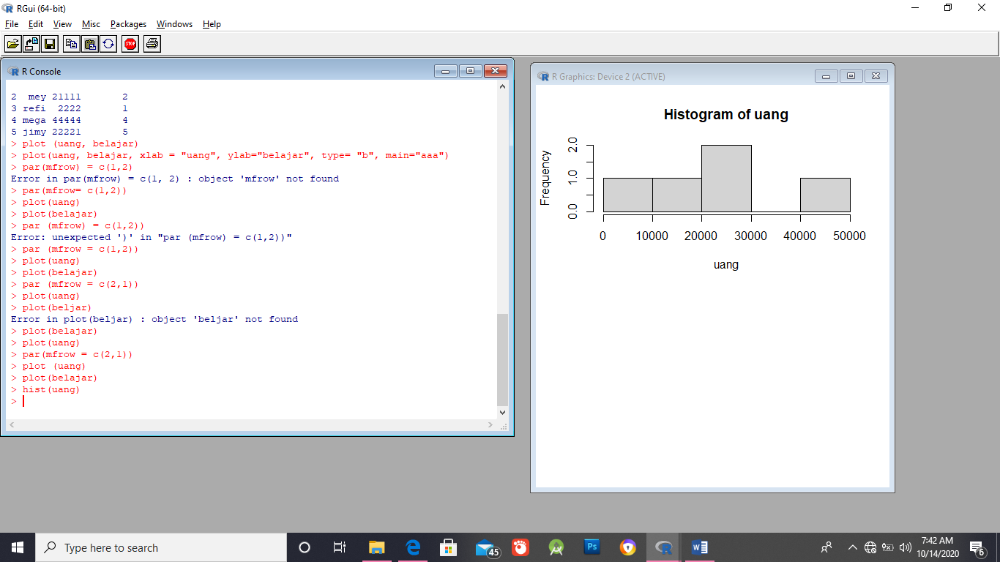 RGui (64-bit)
File Edit View Misc Packages Windows Help
STOP
R Console
2  mey 21111       2
3 refi  2222       1
4 mega 44444       4
5 jimy 22221       5
> plot (uang, belajar)
> plot(uang, belajar, xlab = "uang", ylab="belajar", type= "b", main="aaa")
> par(mfrow) = c(1,2)
Error in par(mfrow) = c(1, 2) : object 'mfrow' not found
> par(mfrow= c(1,2))
> plot(uang)
> plot(belajar)
> par (mfrow) = c(1,2))
Error: unexpected ')' in "par (mfrow) = c(1,2))"
> par (mfrow = c(1,2))
> plot(uang)
> plot(belajar)
> par (mfrow = c(2,1))
> plot(uang)
> plot(beljar)
Error in plot(beljar) : object 'beljar' not found
> plot(belajar)
> plot(uang)
> par(mfrow = c(2,1))
> plot (uang)
> plot(belajar)
> hist(uang)
>
R Graphics: Device 2 (ACTIVE)
Histogram of uang
Frequency
2.0
1.0
0.0
0 10000 20000 30000 40000 50000
uang
Type here to search
45
Ps
R
W
7:42 AM
10/14/2020
6